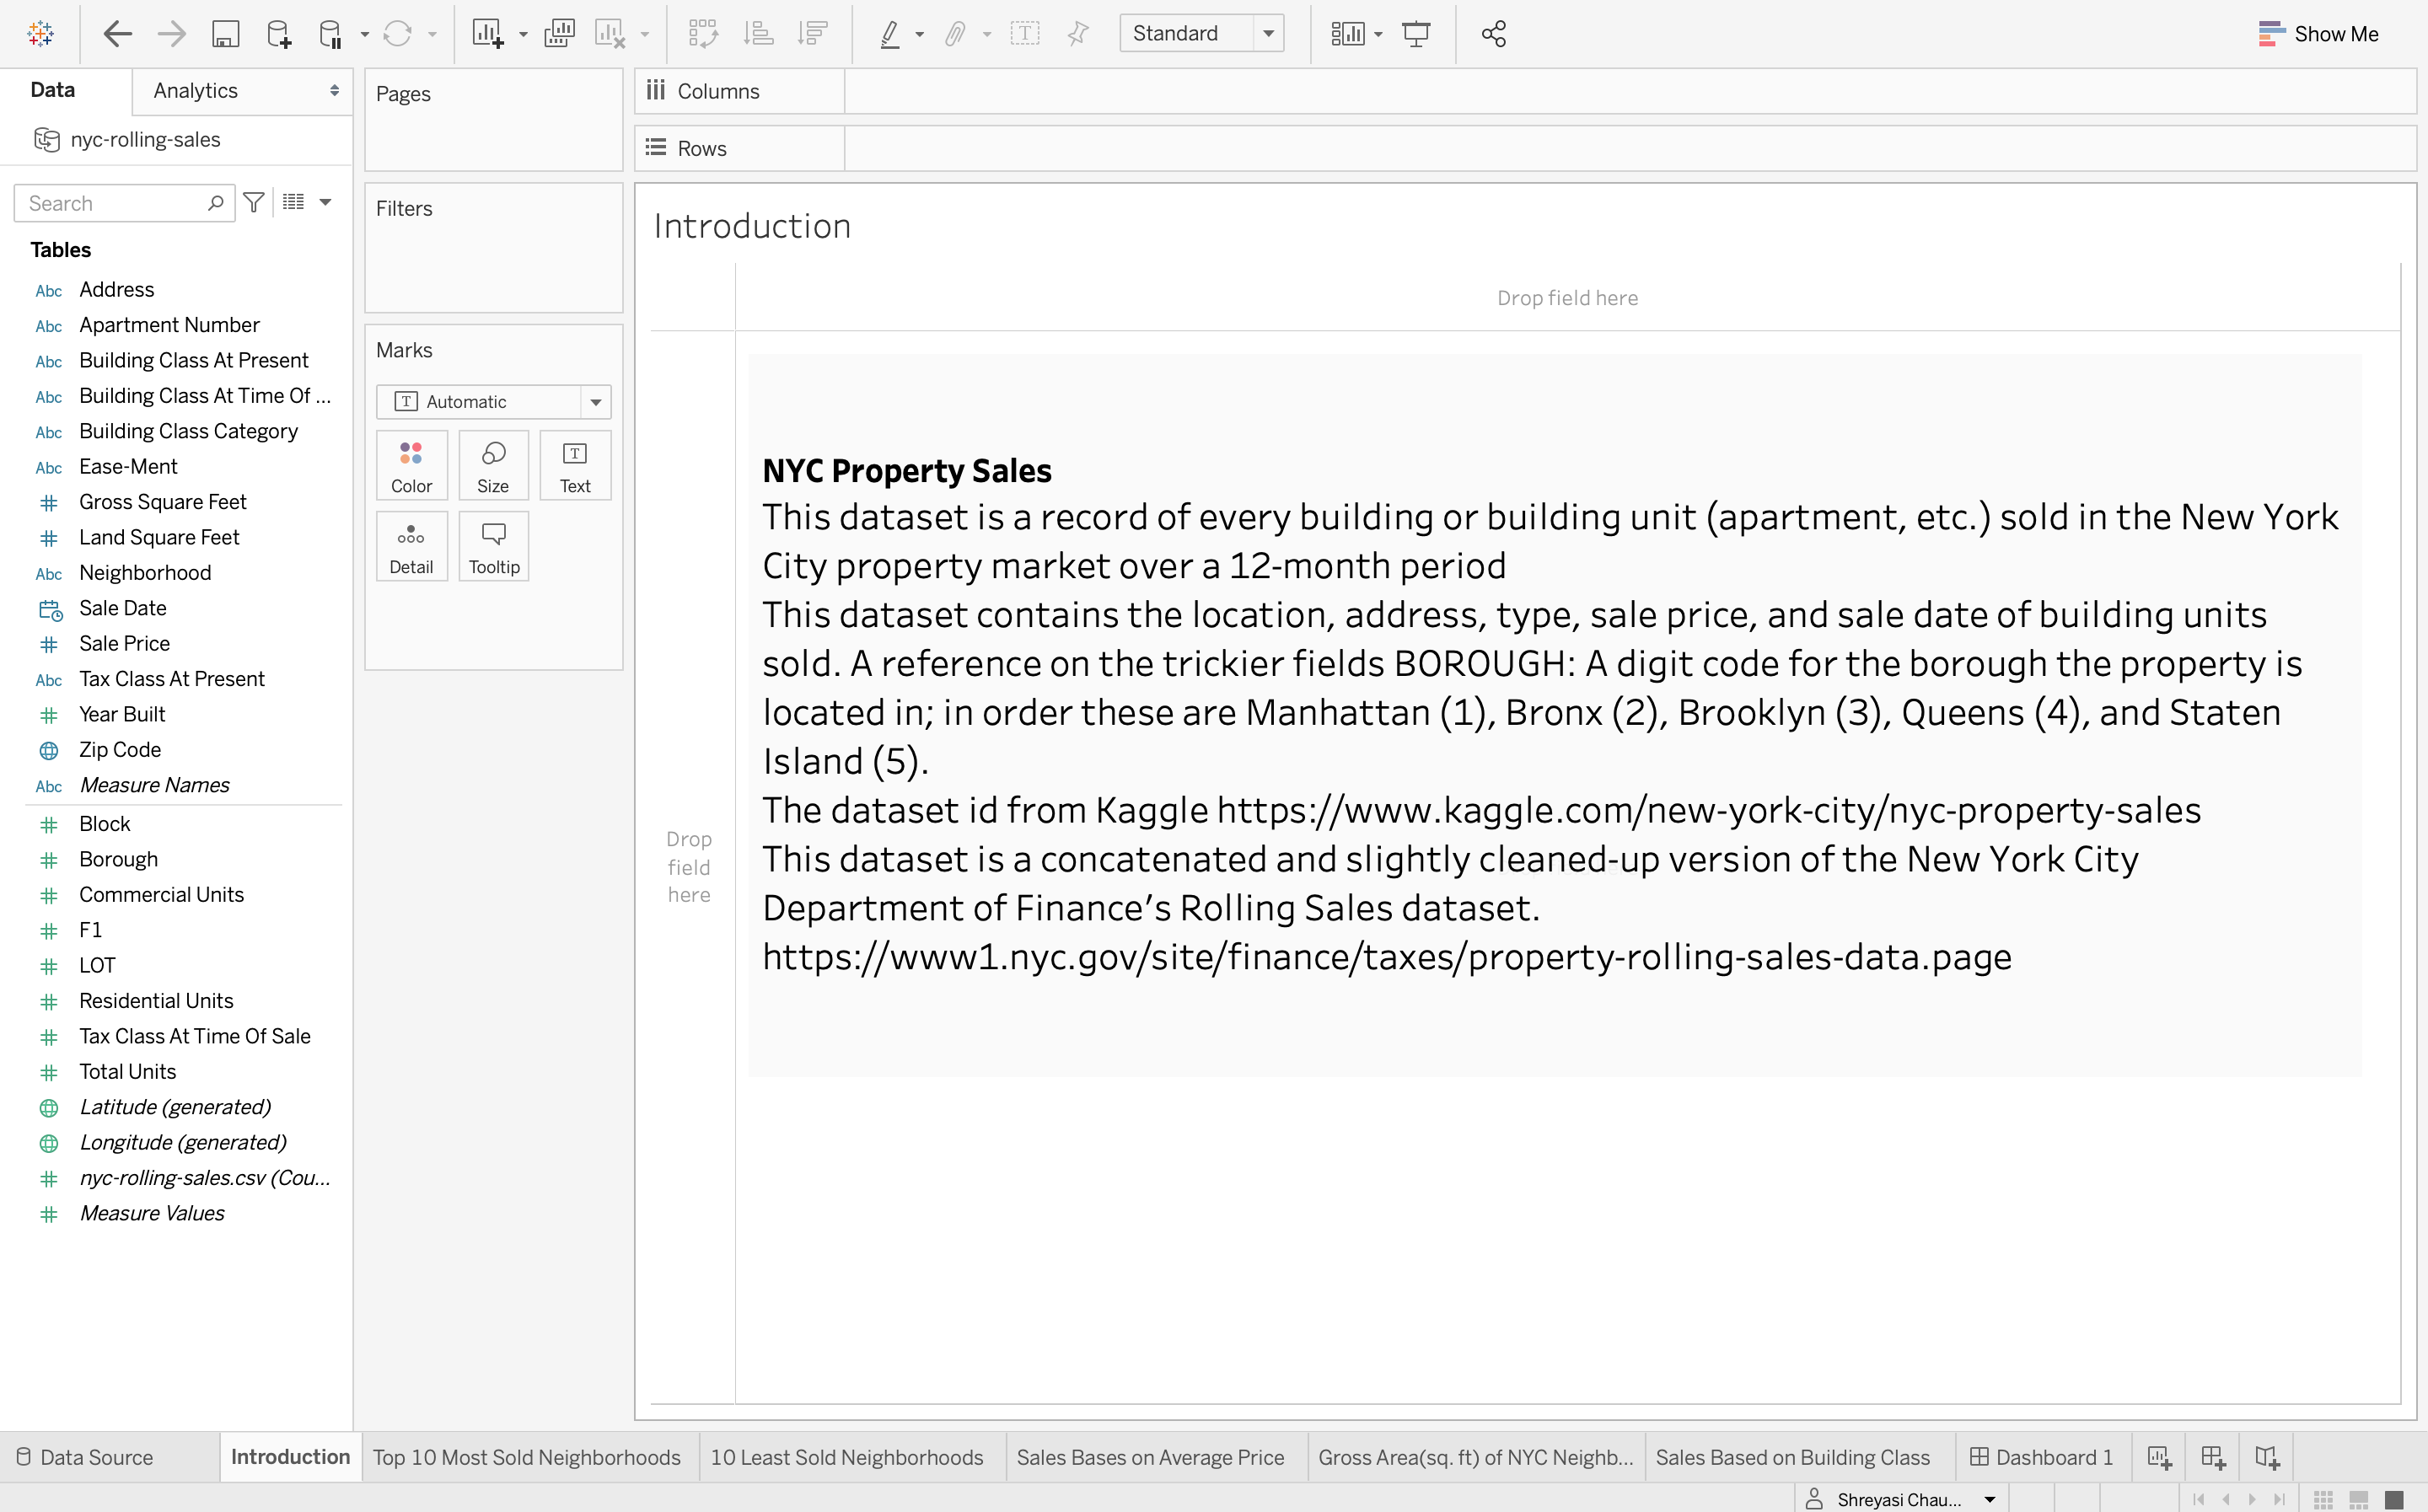 Standard
Show Me
Data
Analytics
nyc-rolling-sales
Search
Tables
Abc Address
Abc Apartment Number
Abc Building Class At Present
Abc Building Class At Time Of ...
Abc Building Class Category
Abc Ease-Ment
Gross Square Feet
Land Square Feet
Abc Neighborhood
Sale Date
Sale Price
Abc Tax Class At Present
Year Built
Zip Code
Abc Measure Names
Block
Borough
Commercial Units
F1
LOT
Residential Units
Tax Class At Time Of Sale
Total Units
Latitude (generated)
Longitude (generated)
nyc-rolling-sales.csv (Cou...
Measure Values
Pages
Filters
Marks
T Automatic
Color
Size
T Text
Detail
Tooltip
Columns
Rows
Introduction
Drop field here
Drop
field
here
NYC Property Sales
This dataset is a record of every building or building unit (apartment, etc.) sold in the New York
City property market over a 12-month period
This dataset contains the location, address, type, sale price, and sale date of building units
sold. A reference on the trickier fields BOROUGH: A digit code for the borough the property is
located in; in order these are Manhattan (1), Bronx (2), Brooklyn (3), Queens (4), and Staten
Island (5).
The dataset id from Kaggle https://www.kaggle.com/new-york-city/nyc-property-sales
This dataset is a concatenated and slightly cleaned-up version of the New York City
Department of Finance’s Rolling Sales dataset.
https://www1.nyc.gov/site/finance/taxes/property-rolling-sales-data.page
Data Source
Introduction
Top 10 Most Sold Neighborhoods
10 Least Sold Neighborhoods
Sales Bases on Average Price
Gross Area(sq. ft) of NYC Neighb...
Sales Based on Building Class
Dashboard 1
Shreyasi Chau...